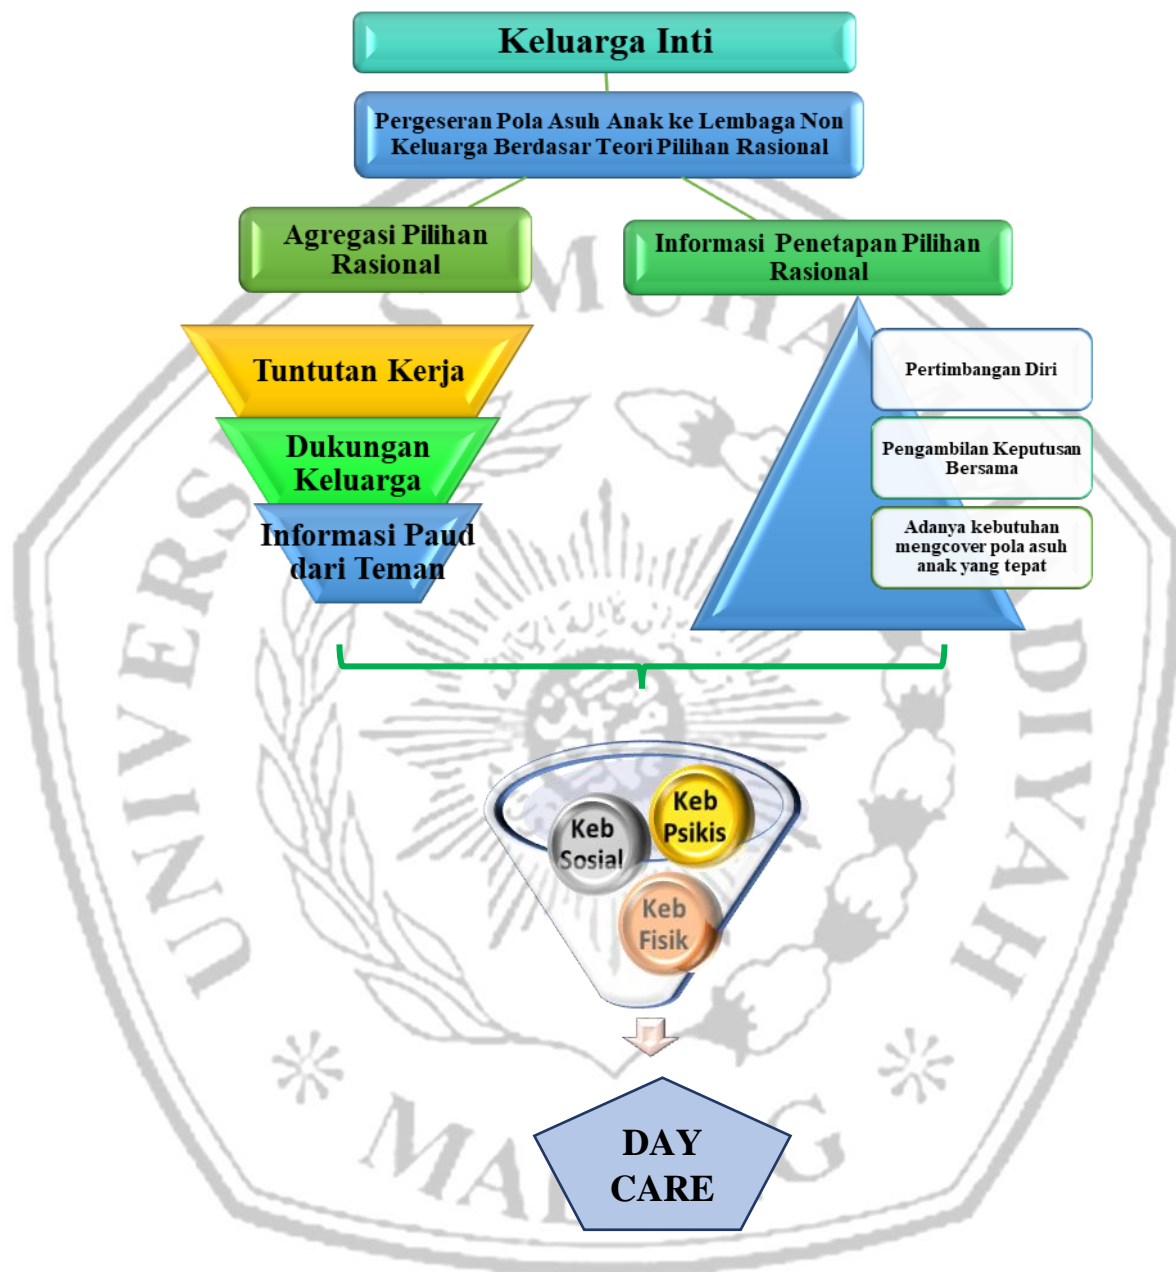 Keluarga Inti
Pergeseran Pola Asuh Anak ke Lembaga Non
Keluarga Berdasar Teori Pilihan Rasional
Agregasi Pilihan
Rasional
Informasi Penetapan Pilihan
Rasional
Tuntutan Kerja
Dukungan
Keluarga
Informasi Paud
dari Teman
Pertimbangan Diri
Pengambilan Keputusan
Bersama
Adanya kebutuhan
mengcover pola asuh
anak yang tepat
Keb
Sosial
Keb
Psikis
Keb
Fisik
DAY
CARE